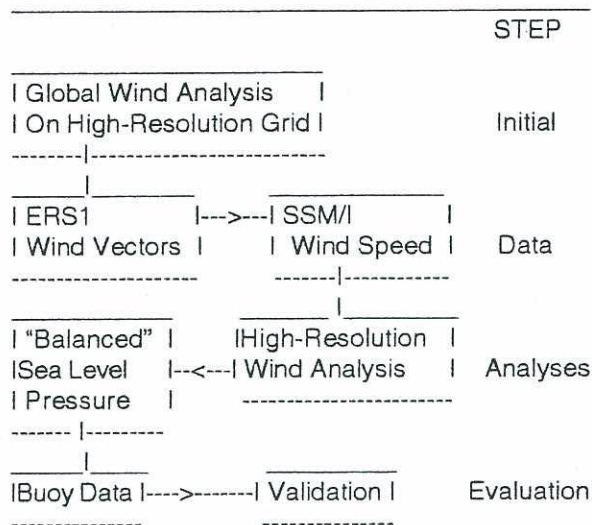 STEP
Global Wind Analysis
On High-Resolution Grid Initial
ERS1 SSM/I
Wind Vectors Wind Speed Data
"Balanced" High-Resolution
Sea Level Wind Analysis Analyses
Pressure
Buoy Data Validation Evaluation